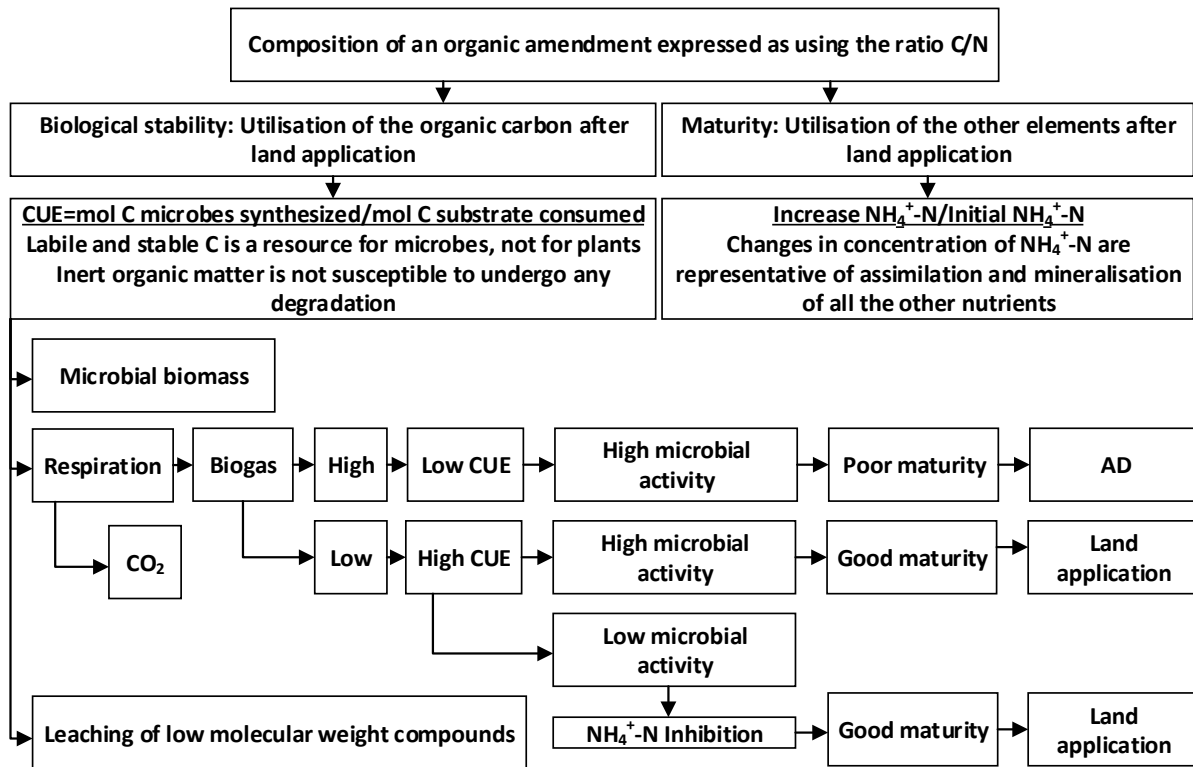 Composition of an organic amendment expressed as using the ratio C/N
Biological stability: Utilisation of the organic carbon after
land application
Maturity: Utilisation of the other elements after
land application
CUE=mol C microbes synthesized/mol C substrate consumed
Labile and stable C is a resource for microbes, not for plants
Inert organic matter is not susceptible to undergo any
degradation
Increase NH₄⁺-N/Initial NH₄⁺-N
Changes in concentration of NH₄⁺-N are
representative of assimilation and mineralisation
of all the other nutrients
Microbial biomass
Respiration
Biogas
High
Low CUE
High microbial
activity
Poor maturity
AD
CO₂
Low
High CUE
High microbial
activity
Good maturity
Land
application
Low microbial
activity
Leaching of low molecular weight compounds
NH₄⁺-N Inhibition
Good maturity
Land
application